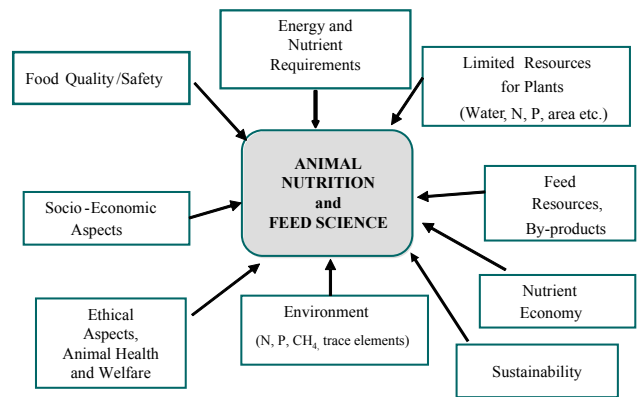 Energy and
Nutrient
Requirements
Food Quality/Safety
Limited Resources
for Plants
(Water, N, P, area etc.)
ANIMAL
NUTRITION
and
FEED SCIENCE
Socio-Economic
Aspects
Feed
Resources,
By-products
Ethical
Aspects,
Animal Health
and Welfare
Environment
(N, P, CH4, trace elements)
Nutrient
Economy
Sustainability